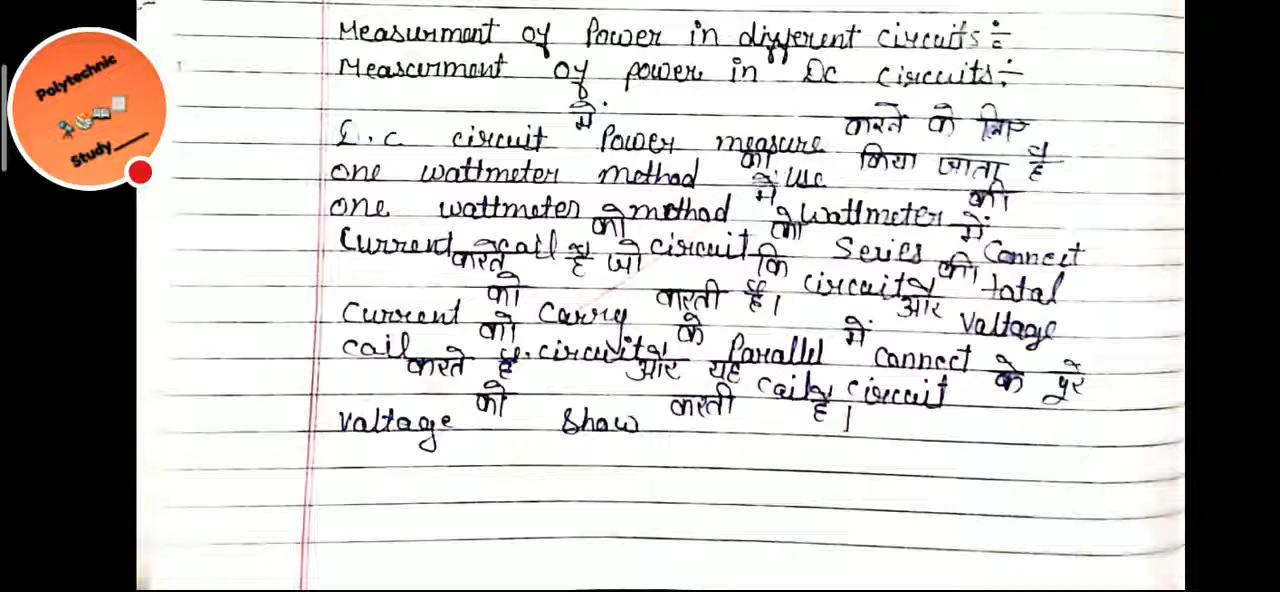 Polytechnic
Study
Measurment of Power in different circuits:-
Measurment of power in Dc circuits:-
D.c circuit में Power measure करने के लिए
one wattmeter method का use किया जाता है
one wattmeter method में wattmeter की
current coil को circuit के series में connect
करते है जो circuit कि की total
current को carry करती है। और voltage
coil को circuit के Parallel में connect
करते है. और यह coil circuit के पुरे
voltage को show करती है।